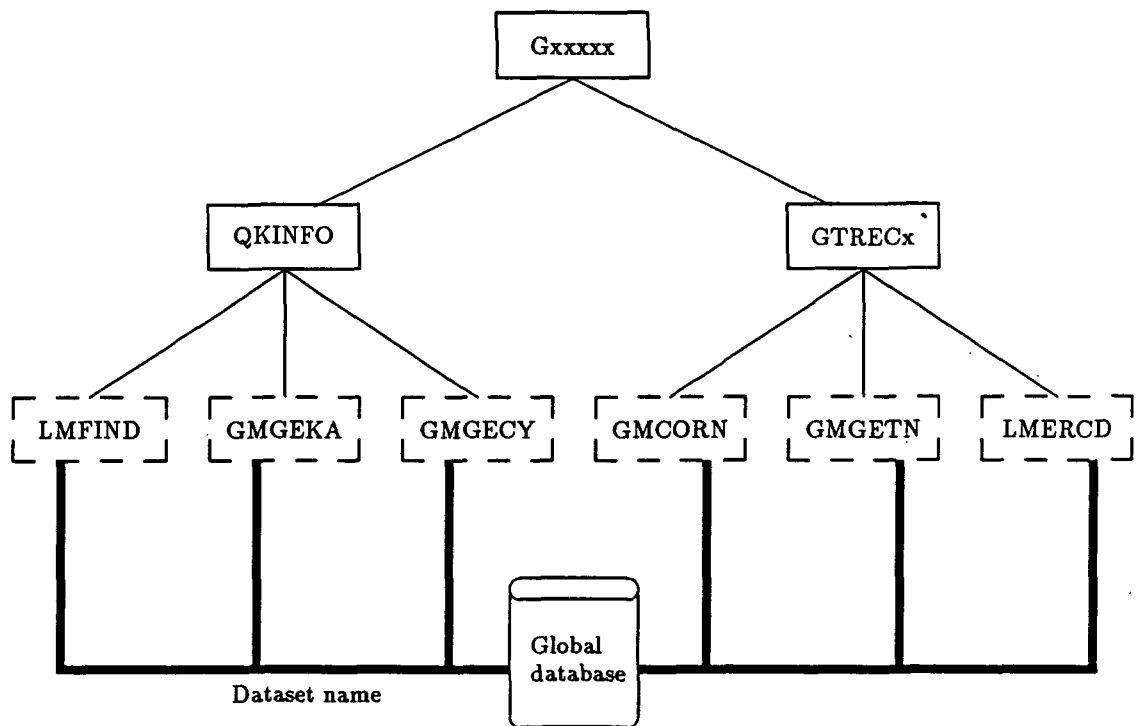 Gxxxxx
QKINFO
GTRECx
LMFIND
GMGEKA
GMGECY
GMCORN
GMGETN
LMERCD
Global
database
Dataset name